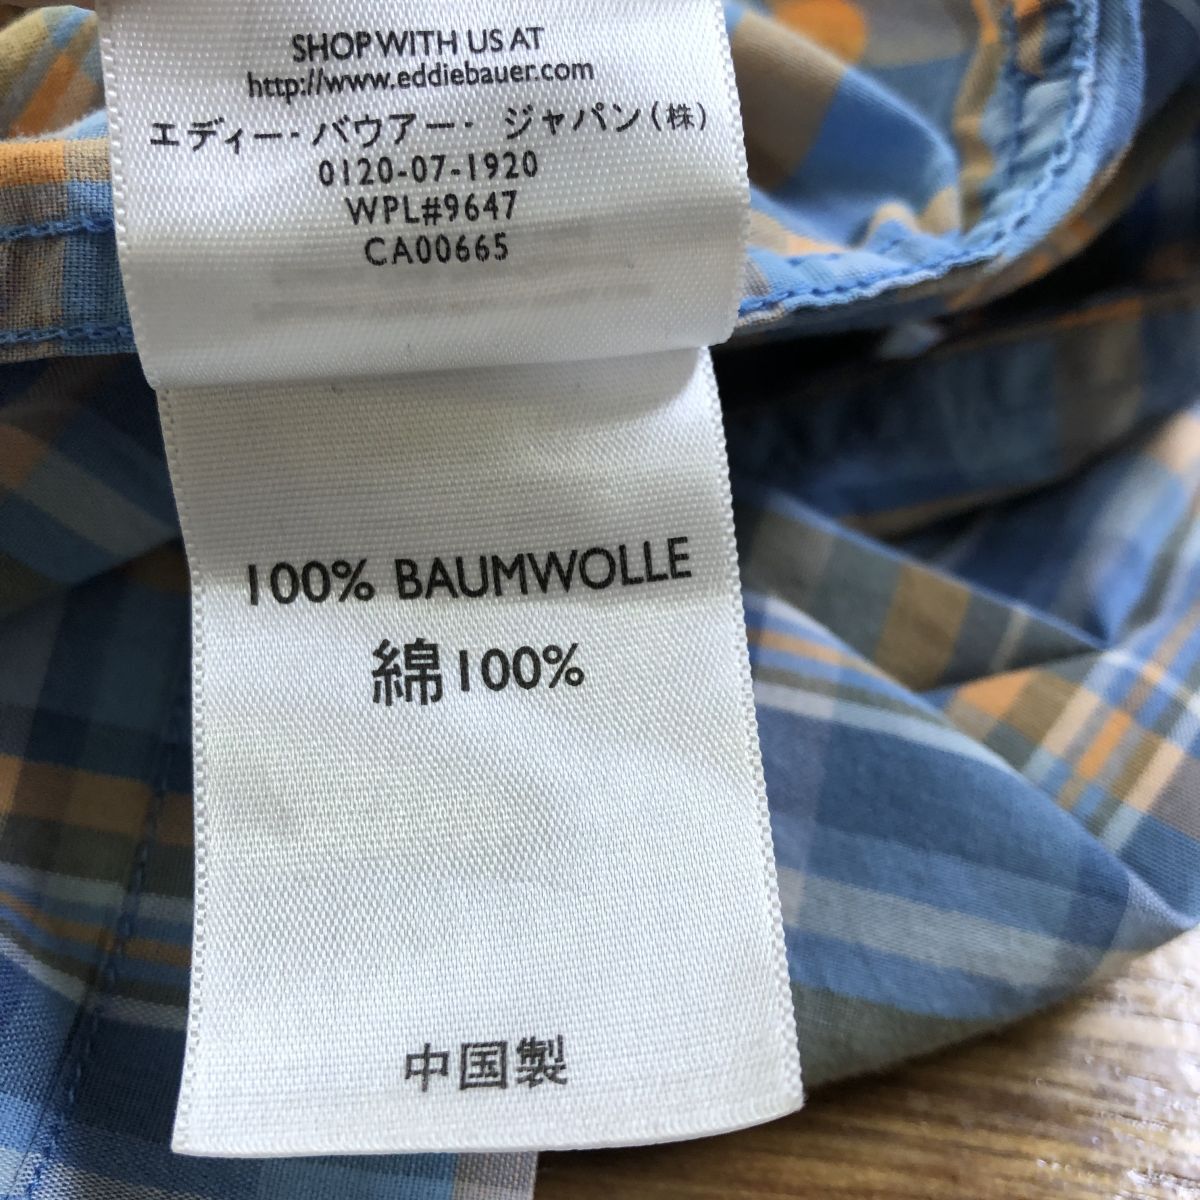 SHOP WITH US AT
http://www.eddiebauer.com
エディー・バウアー・ジャパン(株)
0120-07-1920
WPL#9647
CA00665
100% BAUMWOLLE
綿100%
中国製